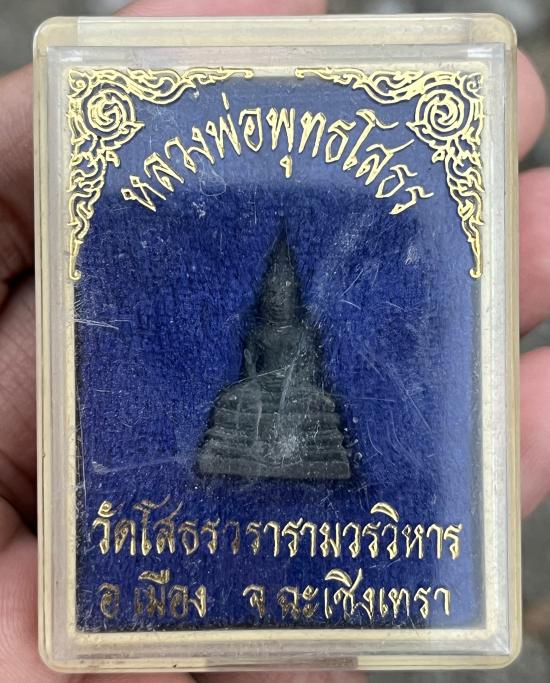 หลวงพ่อพุทธโสธร
วัดโสธรวรารามวรวิหาร
อ.เมือง จ.ฉะเชิงเทรา